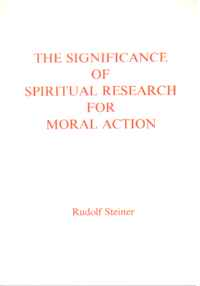 THE SIGNIFICANCE
OF
SPIRITUAL RESEARCH
FOR
MORAL ACTION
Rudolf Steiner